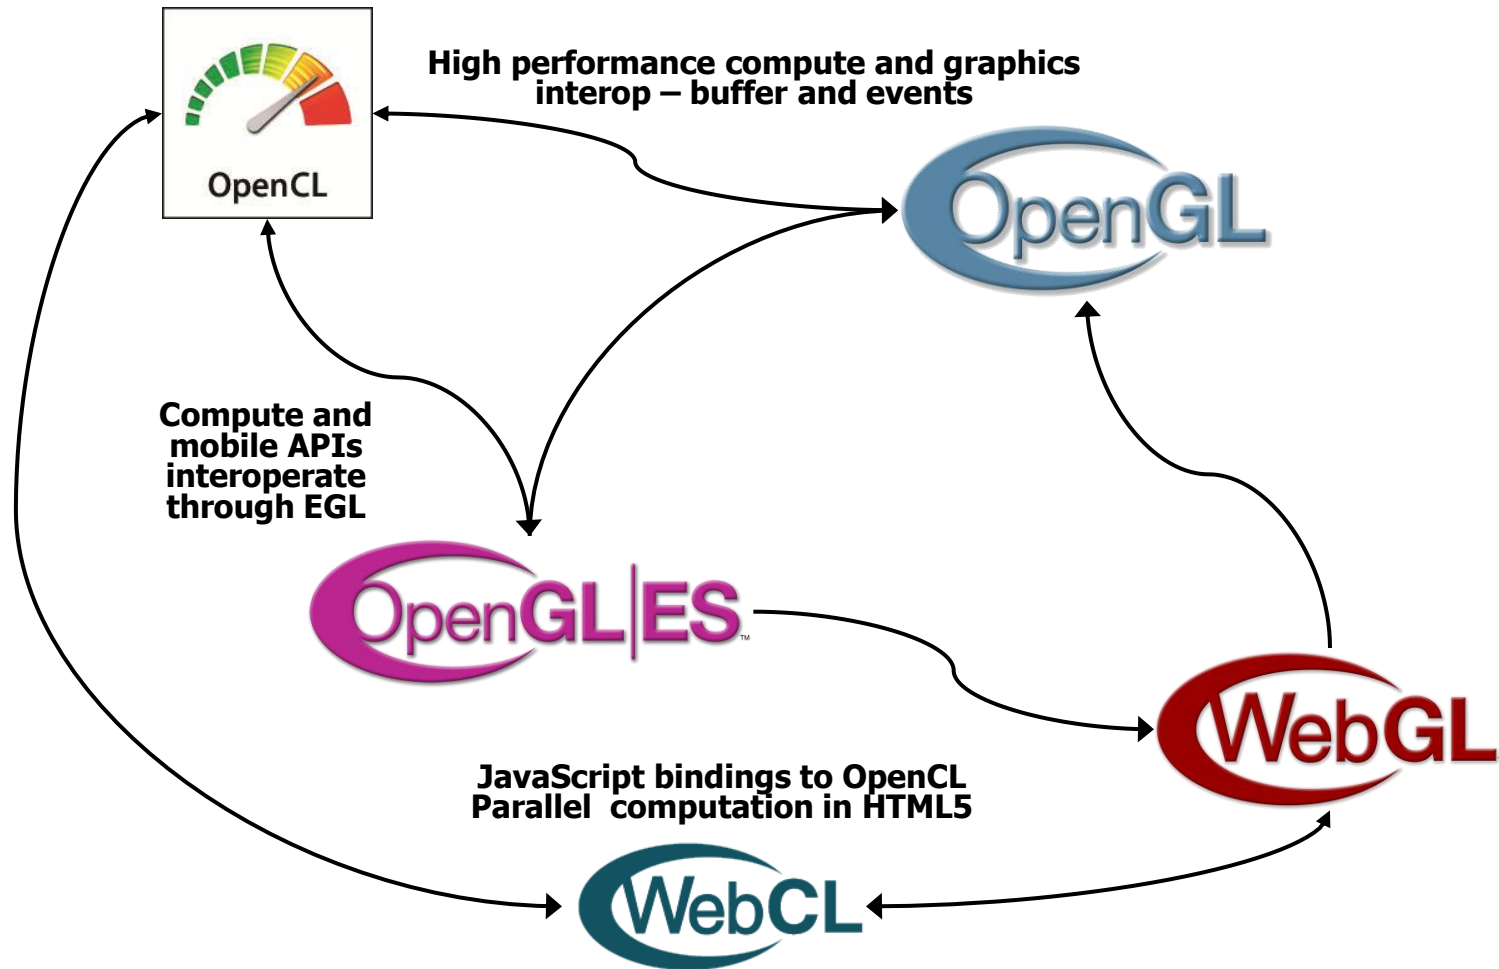 High performance compute and graphics
interop – buffer and events
OpenCL
OpenGL
Compute and
mobile APIs
interoperate
through EGL
OpenGL|ES™
WebGL
JavaScript bindings to OpenCL
Parallel computation in HTML5
WebCL